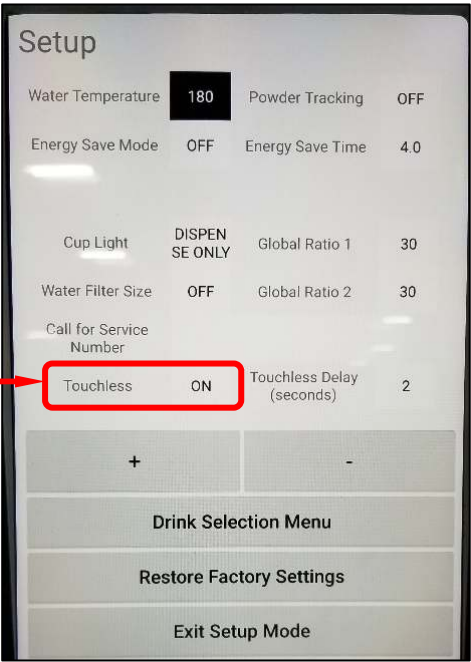 Setup
Water Temperature 180 Powder Tracking OFF
Energy Save Mode OFF Energy Save Time 4.0
Cup Light DISPEN
SE ONLY Global Ratio 1 30
Water Filter Size OFF Global Ratio 2 30
Call for Service
Number
Touchless ON Touchless Delay
(seconds) 2
+ -
Drink Selection Menu
Restore Factory Settings
Exit Setup Mode